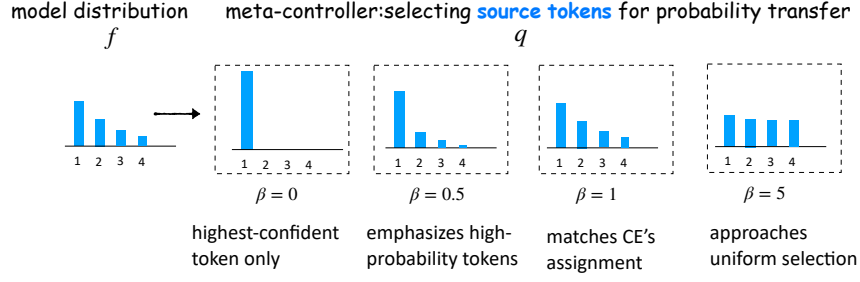 model distribution meta-controller:selecting source tokens for probability transfer
f q
1 2 3 4 1 2 3 4 1 2 3 4 1 2 3 4 1 2 3 4
β = 0 β = 0.5 β = 1 β = 5
highest-confident emphasizes high- matches CE's approaches
token only probability tokens assignment uniform selection